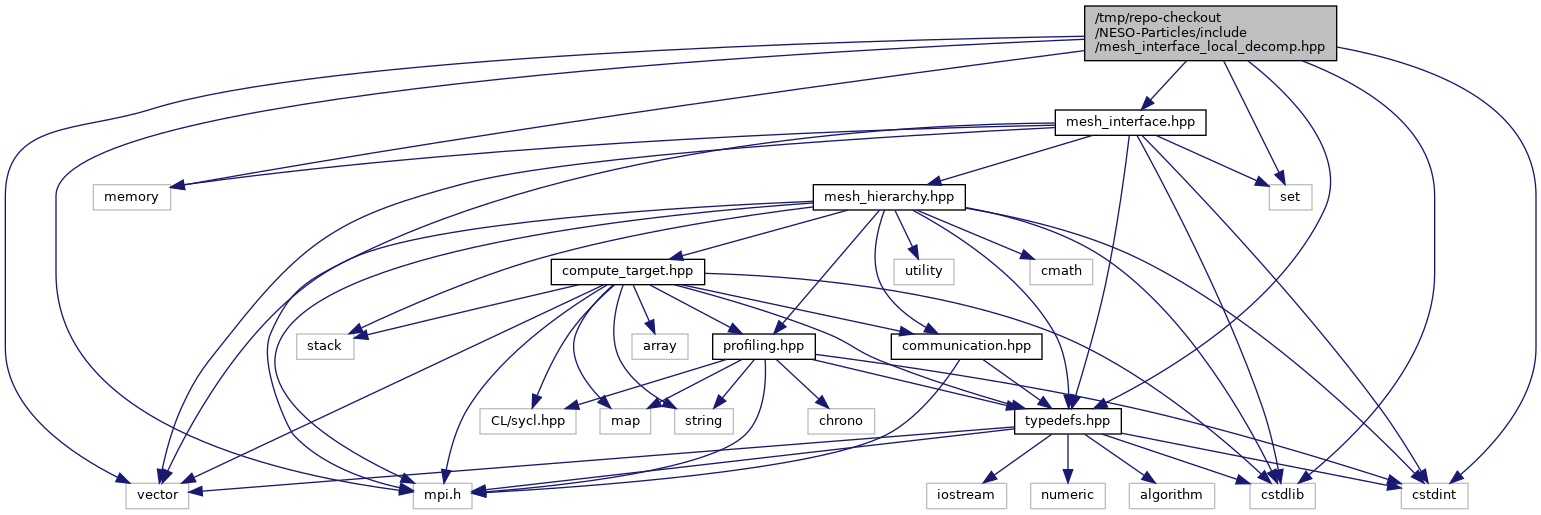 /tmp/repo-checkout
/NESO-Particles/include
/mesh_interface_local_decomp.hpp
mesh_interface.hpp
memory
mesh_hierarchy.hpp
set
compute_target.hpp
utility
cmath
stack
array
profiling.hpp
communication.hpp
CL/sycl.hpp
map
string
chrono
typedefs.hpp
vector
mpi.h
iostream
numeric
algorithm
cstdlib
cstdint